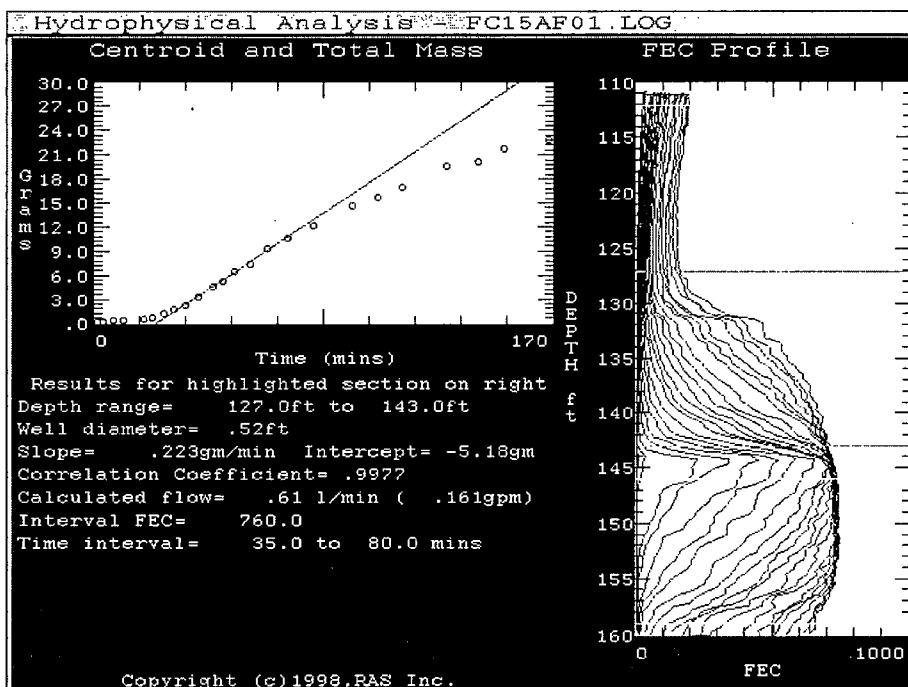 Hydrophysical Analysis - FC15AF01.LOG
Centroid and Total Mass
FEC Profile
30.0
27.0
24.0
21.0
18.0
15.0
12.0
9.0
6.0
3.0
.0
Grams
0
170
Time (mins)
Results for highlighted section on right
Depth range= 127.0ft to 143.0ft
Well diameter= .52ft
Slope= .223gm/min Intercept= -5.18gm
Correlation Coefficient= .9977
Calculated flow= .61 l/min ( .161gpm)
Interval FEC= 760.0
Time interval= 35.0 to 80.0 mins
110
115
120
125
130
135
140
145
150
155
160
DEPTH ft
0
1000
FEC
Copyright (c)1998,RAS Inc.